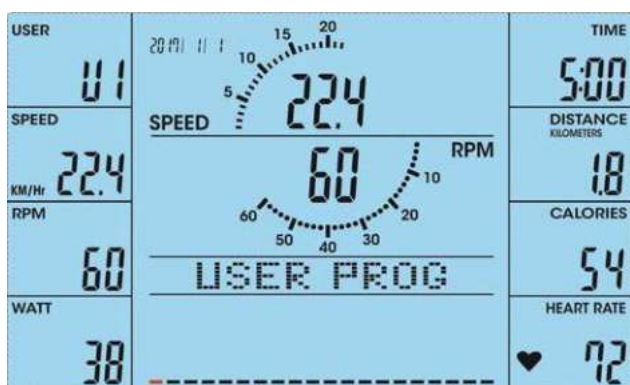 USER
U1
SPEED
KM/Hr 22.4
RPM
60
WATT
38
2017/ 1/ 1
5 10 15 20
SPEED 22.4
60 RPM
10
20
30
40
50
60
USER PROG
TIME
5:00
DISTANCE
KILOMETERS
1.8
CALORIES
54
HEART RATE
72